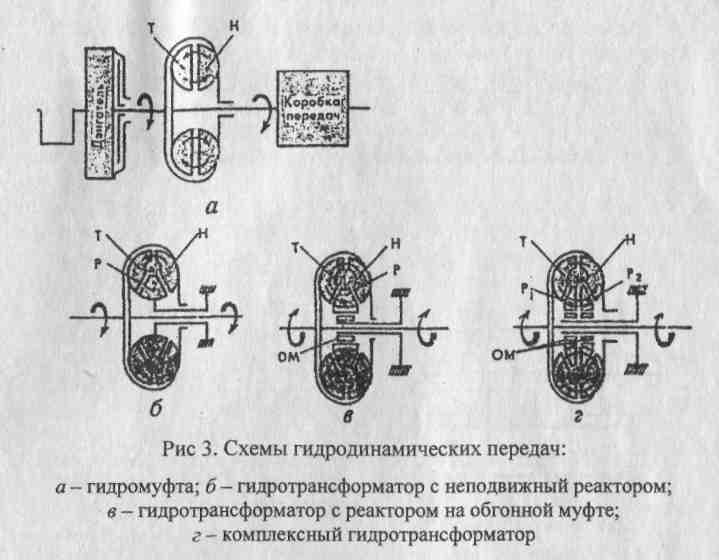 Т Н
Двигатель
Коробка
передач
а
Т Н
Р
б
Т Н
Р
ОМ
в
Т Н
Р1 Р2
ОМ
г
Рис 3. Схемы гидродинамических передач:
а – гидромуфта; б – гидротрансформатор с неподвижный реактором;
в – гидротрансформатор с реактором на обгонной муфте;
г – комплексный гидротрансформатор